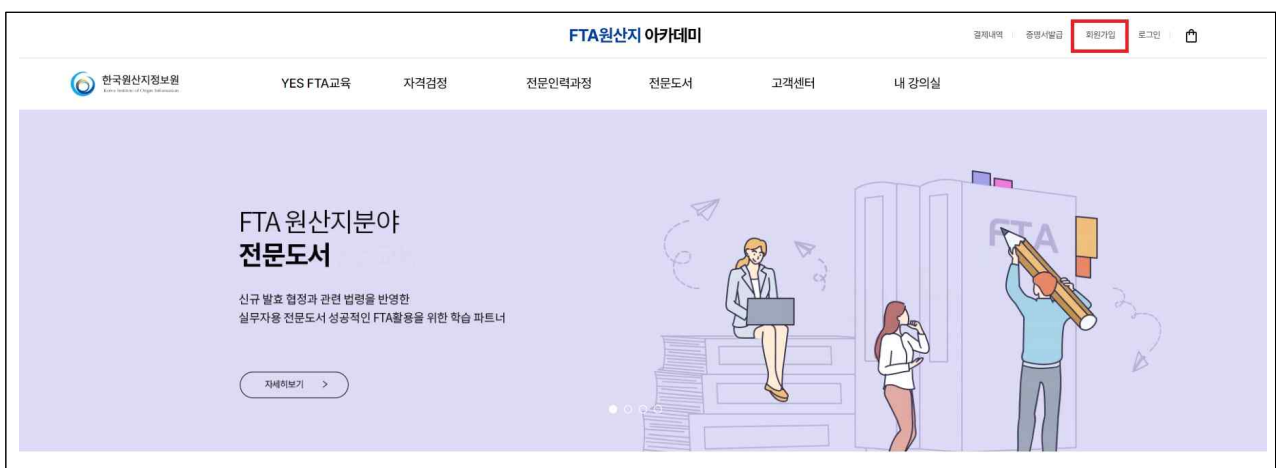 FTA원산지 아카데미
결제내역 증명서발급 회원가입 로그인
한국원산지정보원
Korea Institute of Origin Information
YES FTA교육 자격검정 전문인력과정 전문도서 고객센터 내 강의실
FTA 원산지분야
전문도서
신규 발효 협정과 관련 법령을 반영한
실무자용 전문도서 성공적인 FTA활용을 위한 학습 파트너
자세히보기 >
FTA